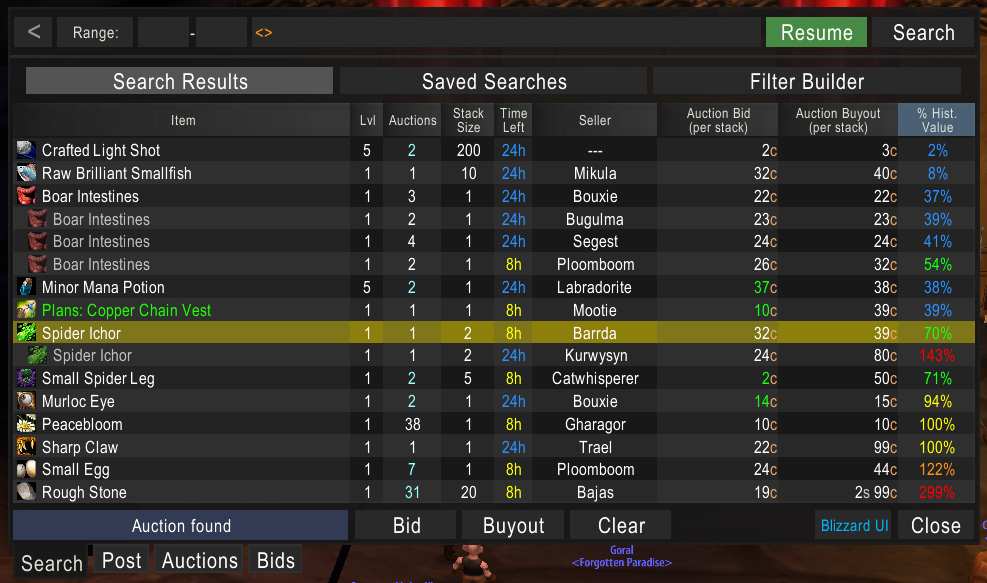 < Range: - <> Resume Search
Search Results Saved Searches Filter Builder
Item Lvl Auctions Stack Size Time Left Seller Auction Bid (per stack) Auction Buyout (per stack) % Hist. Value
Crafted Light Shot 5 2 200 24h --- 2c 3c 2%
Raw Brilliant Smallfish 1 1 10 24h Mikula 32c 40c 8%
Boar Intestines 1 3 1 24h Bouxie 22c 22c 37%
Boar Intestines 1 2 1 24h Bugulma 23c 23c 39%
Boar Intestines 1 4 1 24h Segest 24c 24c 41%
Boar Intestines 1 2 1 8h Ploomboom 26c 32c 54%
Minor Mana Potion 5 2 1 24h Labradorite 37c 38c 38%
Plans: Copper Chain Vest 1 1 1 8h Mootie 10c 39c 39%
Spider Ichor 1 1 2 8h Barrda 32c 39c 70%
Spider Ichor 1 1 2 24h Kurwysyn 24c 80c 143%
Small Spider Leg 1 2 5 8h Catwhisperer 2c 50c 71%
Murloc Eye 1 2 1 24h Bouxie 14c 15c 94%
Peacebloom 1 38 1 8h Gharagor 10c 10c 100%
Sharp Claw 1 1 1 24h Trael 22c 99c 100%
Small Egg 1 7 1 8h Ploomboom 24c 44c 122%
Rough Stone 1 31 20 8h Bajas 19c 2s 99c 299%
Auction found Bid Buyout Clear Blizzard UI Close
Search Post Auctions Bids
Goral
<Forgotten Paradise>